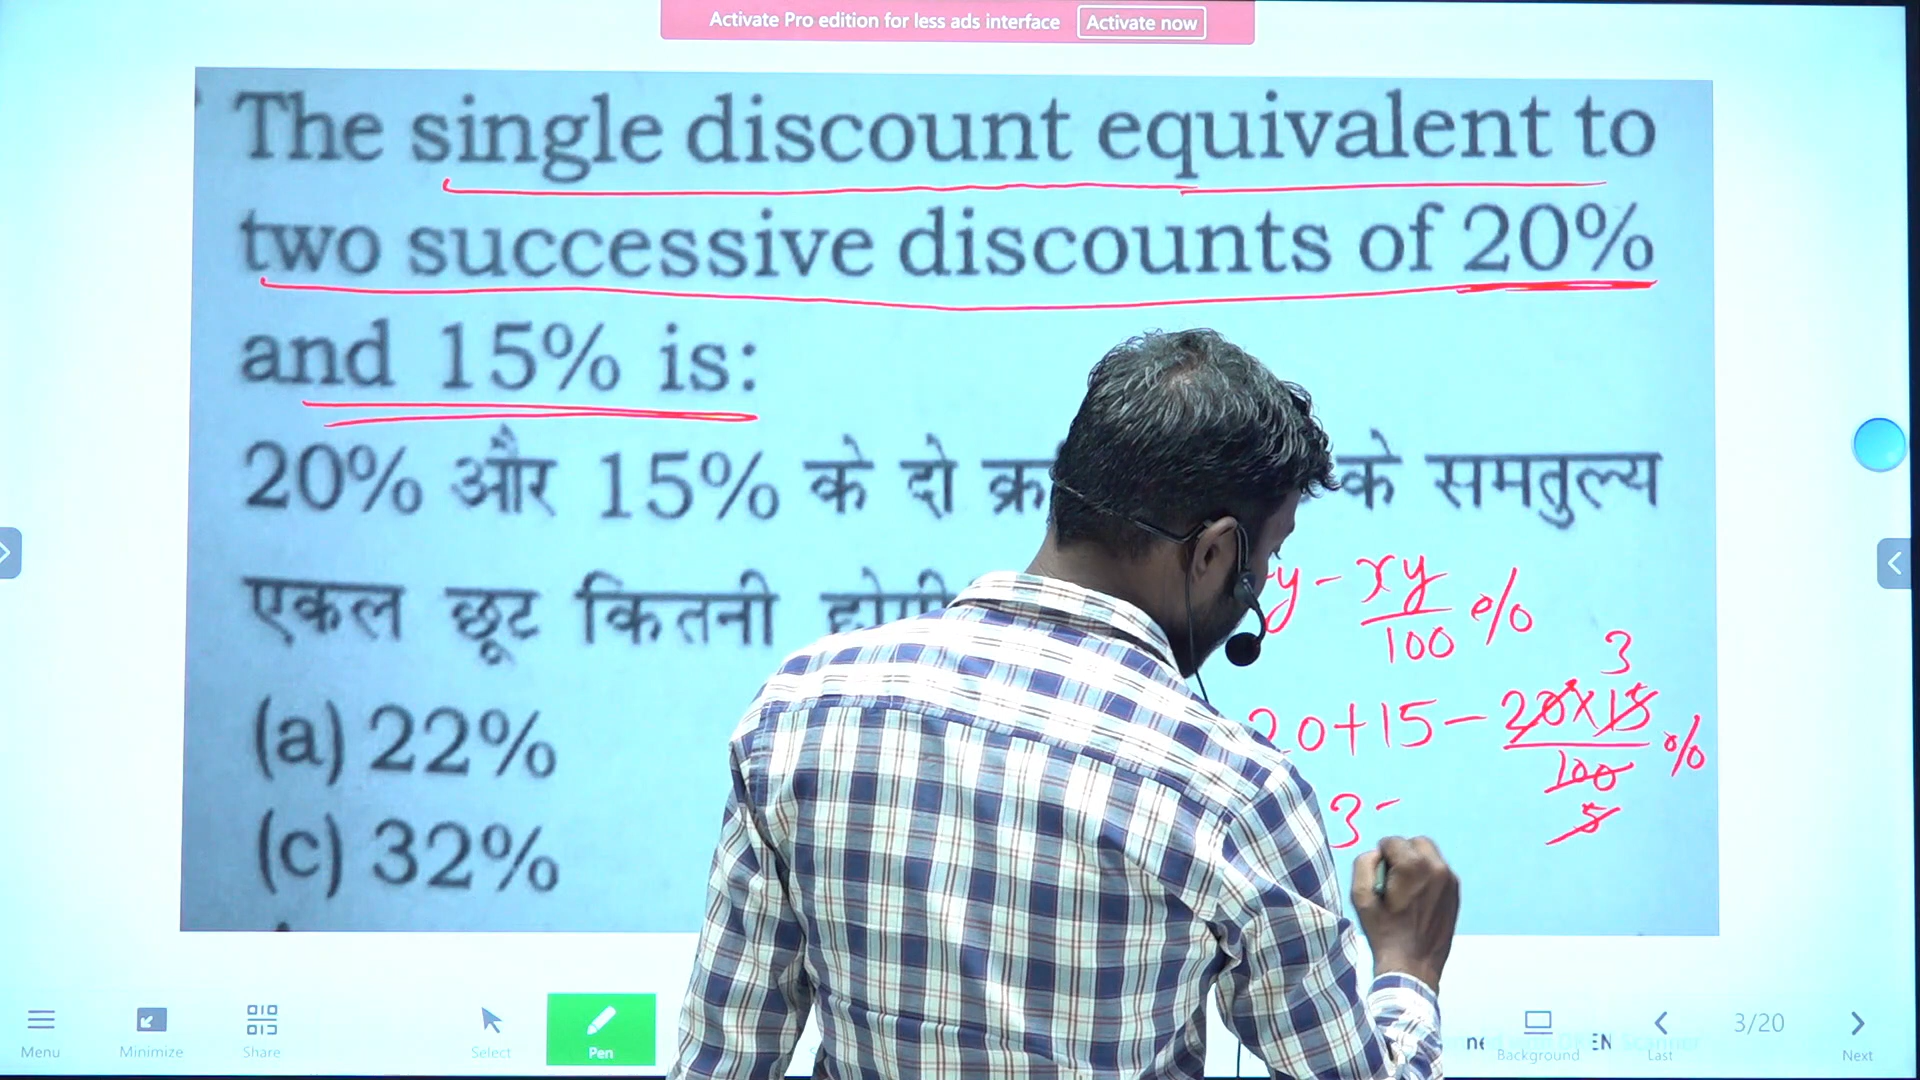 Activate Pro edition for less ads interface Activate now
The single discount equivalent to
two successive discounts of 20%
and 15% is:
20% और 15% के दो के समतुल्य
एकल छूट कितनी
y - xy/100 %
20+15 - 20×15/100 %
3
5
3
(a) 22%
(c) 32%
Menu Minimize Share Select Pen Background Last 3/20 Next